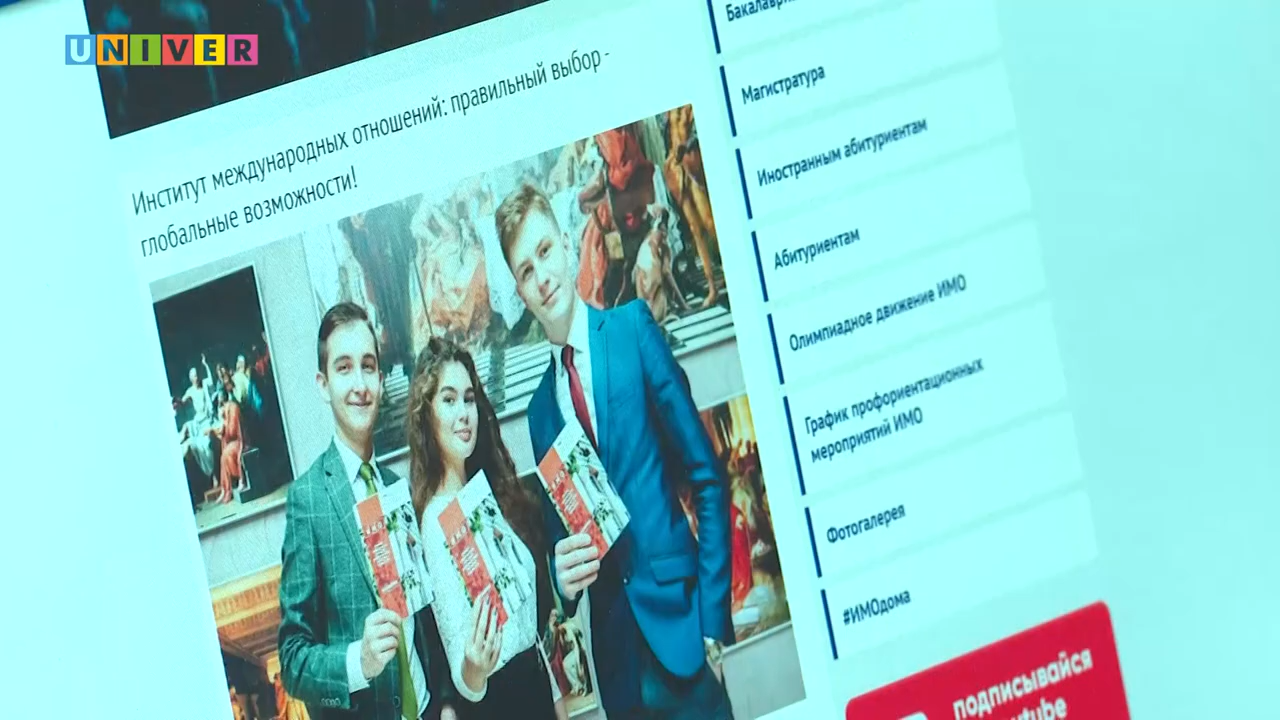 UNIVER
Институт международных отношений: правильный выбор -
глобальные возможности!
Магистратура
Иностранным абитуриентам
Абитуриентам
Олимпиадное движение ИМО
График профориентационных
мероприятий ИМО
Фотогалерея
#ИМОдома
подписывайся